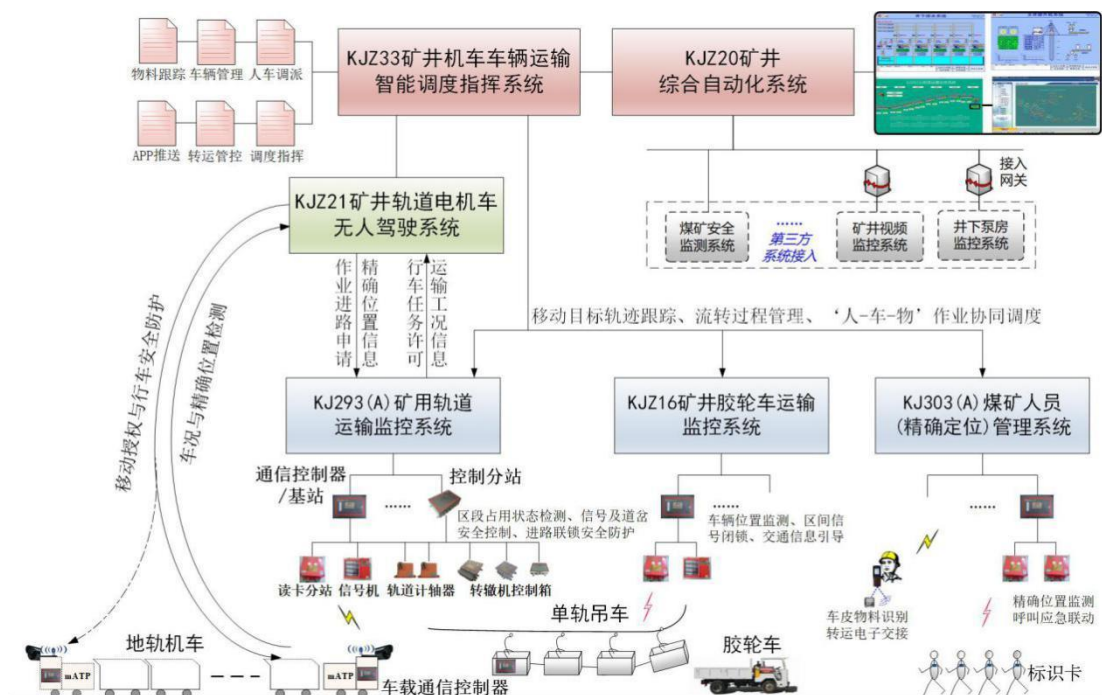 物料跟踪
车辆管理
人车调派
APP推送
转运管控
调度指挥
KJZ33矿井机车车辆运输
智能调度指挥系统
KJZ20矿井
综合自动化系统
接入
网关
煤矿安全
监测系统
……
第三方
系统接入
矿井视频
监控系统
井下泵房
监控系统
KJZ21矿井轨道电机车
无人驾驶系统
作业进路申请
精确位置信息
行车任务许可
运输工况信息
移动授权与行车安全防护
车况与精确位置检测
移动目标轨迹跟踪、流转过程管理、‘人-车-物’作业协同调度
KJ293(A)矿用轨道
运输监控系统
KJZ16矿井胶轮车运输
监控系统
KJ303(A)煤矿人员
(精确定位)管理系统
通信控制器
/基站
……
控制分站
区段占用状态检测、信号及道岔
安全控制、进路联锁安全防护
读卡分站
信号机
轨道计轴器
转辙机控制箱
……
车辆位置监测、区间信
号闭锁、交通信息引导
……
车皮物料识别
转运电子交接
精确位置监测
呼叫应急联动
地轨机车
mATP
mATP
车载通信控制器
单轨吊车
胶轮车
标识卡